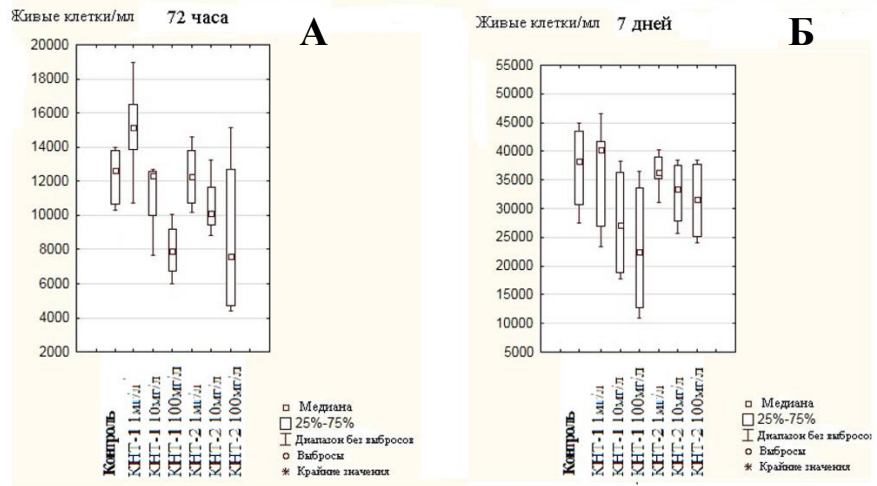 Живые клетки/мл 72 часа А
20000
18000
16000
14000
12000
10000
8000
6000
4000
2000
Контроль
КНТ-1 1мг/л
КНТ-1 10мг/л
КНТ-1 100мг/л
КНТ-2 1мг/л
КНТ-2 10мг/л
КНТ-2 100мг/л
Медиана
25%-75%
Диапазон без выбросов
Выбросы
Крайние значения
Живые клетки/мл 7 дней Б
55000
50000
45000
40000
35000
30000
25000
20000
15000
10000
5000
Контроль
КНТ-1 1мг/л
КНТ-1 10мг/л
КНТ-1 100мг/л
КНТ-2 1мг/л
КНТ-2 10мг/л
КНТ-2 100мг/л
Медиана
25%-75%
Диапазон без выбросов
Выбросы
Крайние значения